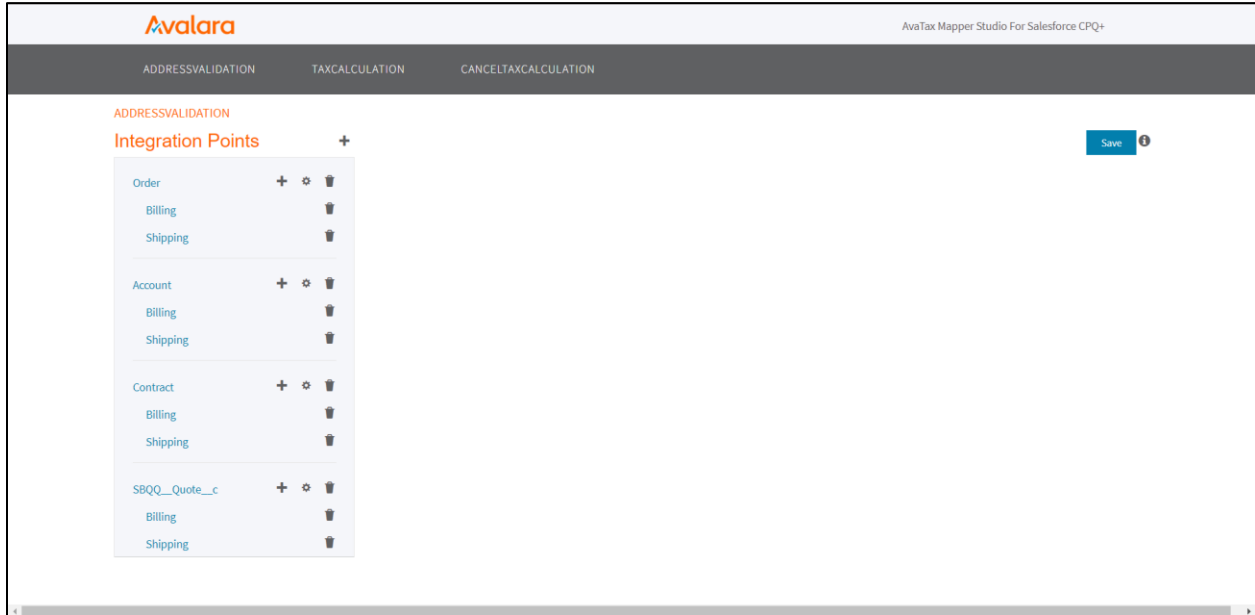 Avalara
AvaTax Mapper Studio For Salesforce CPQ+
ADDRESSVALIDATION TAXCALCULATION CANCELTAXCALCULATION
ADDRESSVALIDATION
Integration Points
Save
Order
Billing
Shipping
Account
Billing
Shipping
Contract
Billing
Shipping
SBQQ__Quote__c
Billing
Shipping